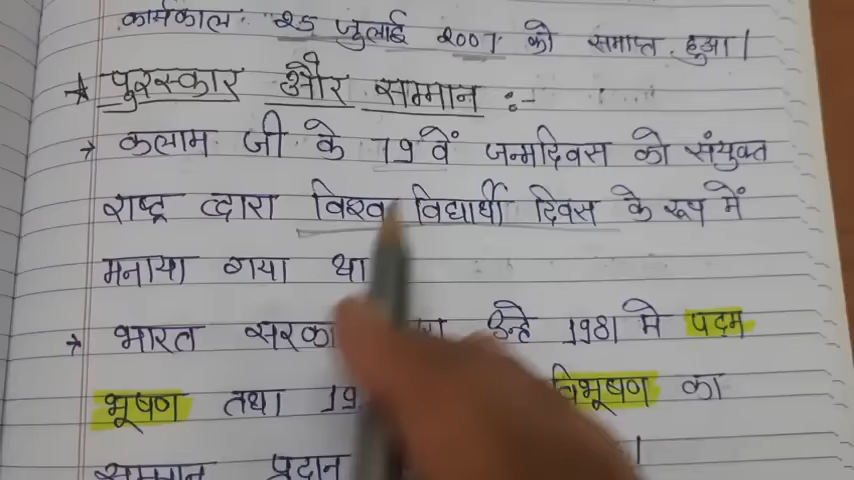 कार्यकाल 25 जुलाई 2007 को समाप्त हुआ।
★ पुरस्कार और सम्मान :-
→ कलाम जी के 79 वें जन्मदिवस को संयुक्त
राष्ट्र द्वारा विश्व विद्यार्थी दिवस के रूप में
मनाया गया था
→ भारत उन्हे 1981 मे पद्म
भूषण तथा विभूषण का
सम्मान प्रदान